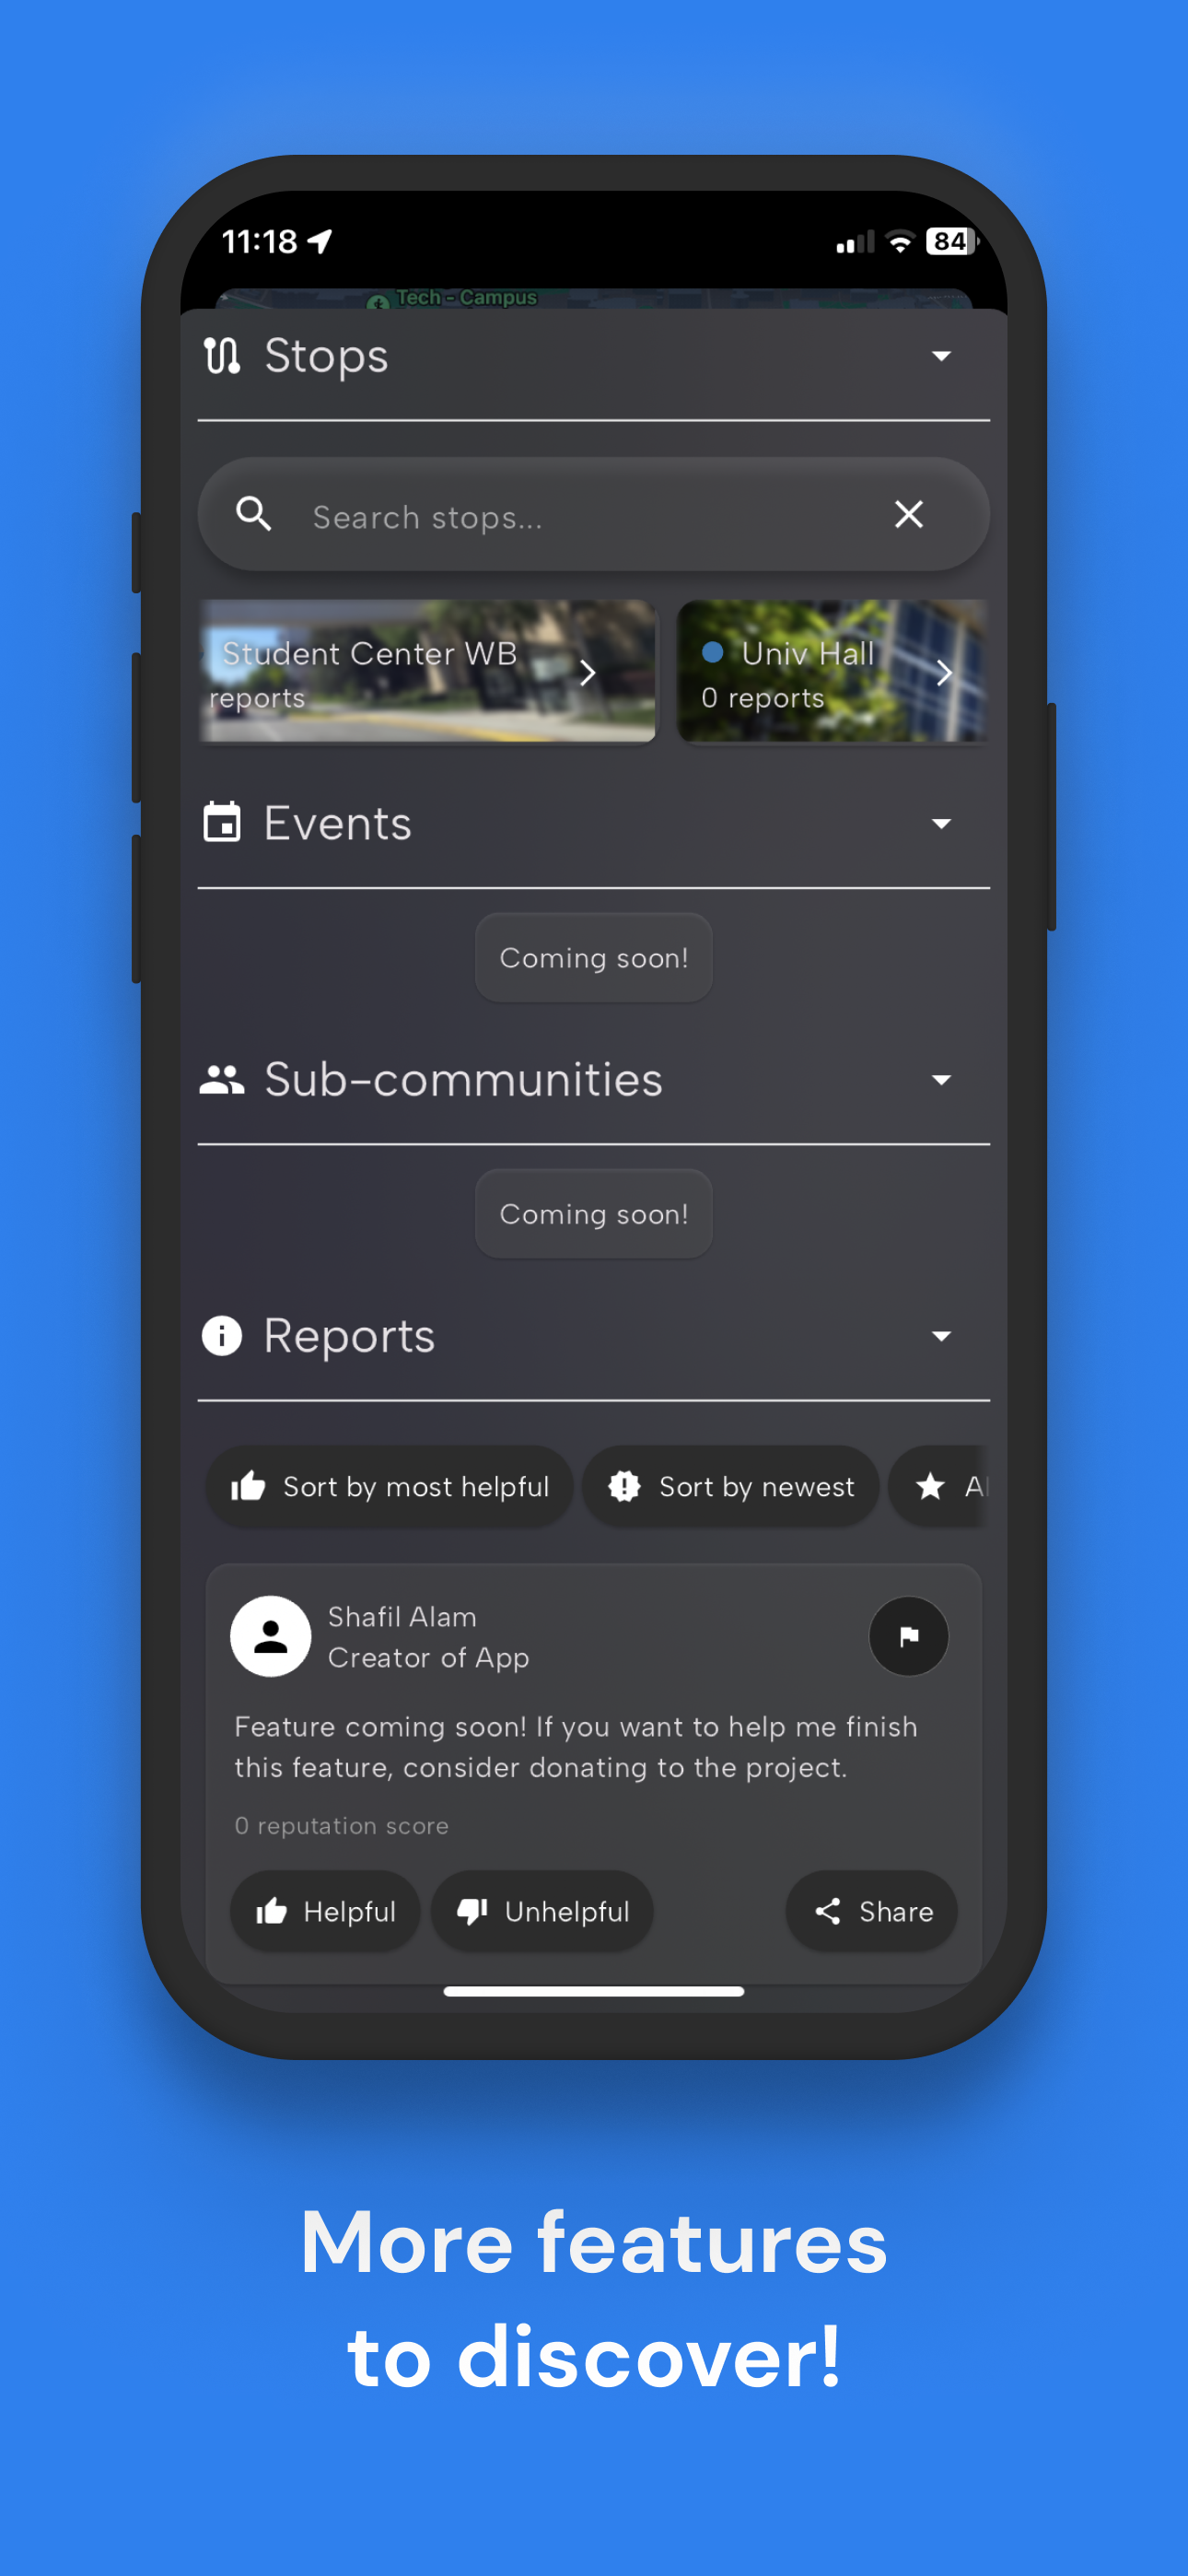 11:18
84
Tech - Campus
Stops
Search stops...
Student Center WB
reports
Univ Hall
0 reports
Events
Coming soon!
Sub-communities
Coming soon!
Reports
Sort by most helpful
Sort by newest
Shafil Alam
Creator of App
Feature coming soon! If you want to help me finish
this feature, consider donating to the project.
0 reputation score
Helpful
Unhelpful
Share
More features
to discover!